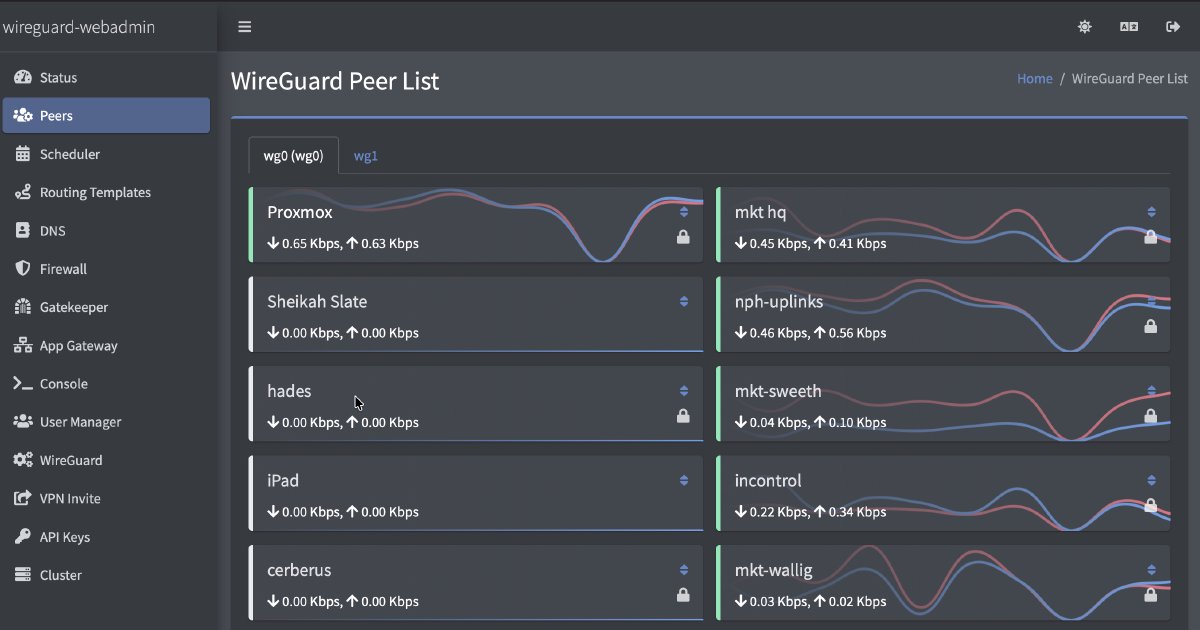 wireguard-webadmin
Status
Peers
Scheduler
Routing Templates
DNS
Firewall
Gatekeeper
App Gateway
Console
User Manager
WireGuard
VPN Invite
API Keys
Cluster
WireGuard Peer List
Home / WireGuard Peer List
wg0 (wg0) wg1
Proxmox
↓ 0.65 Kbps, ↑ 0.63 Kbps
mkt hq
↓ 0.45 Kbps, ↑ 0.41 Kbps
Sheikah Slate
↓ 0.00 Kbps, ↑ 0.00 Kbps
nph-uplinks
↓ 0.46 Kbps, ↑ 0.56 Kbps
hades
↓ 0.00 Kbps, ↑ 0.00 Kbps
mkt-sweeth
↓ 0.04 Kbps, ↑ 0.10 Kbps
iPad
↓ 0.00 Kbps, ↑ 0.00 Kbps
incontrol
↓ 0.22 Kbps, ↑ 0.34 Kbps
cerberus
↓ 0.00 Kbps, ↑ 0.00 Kbps
mkt-wallig
↓ 0.03 Kbps, ↑ 0.02 Kbps